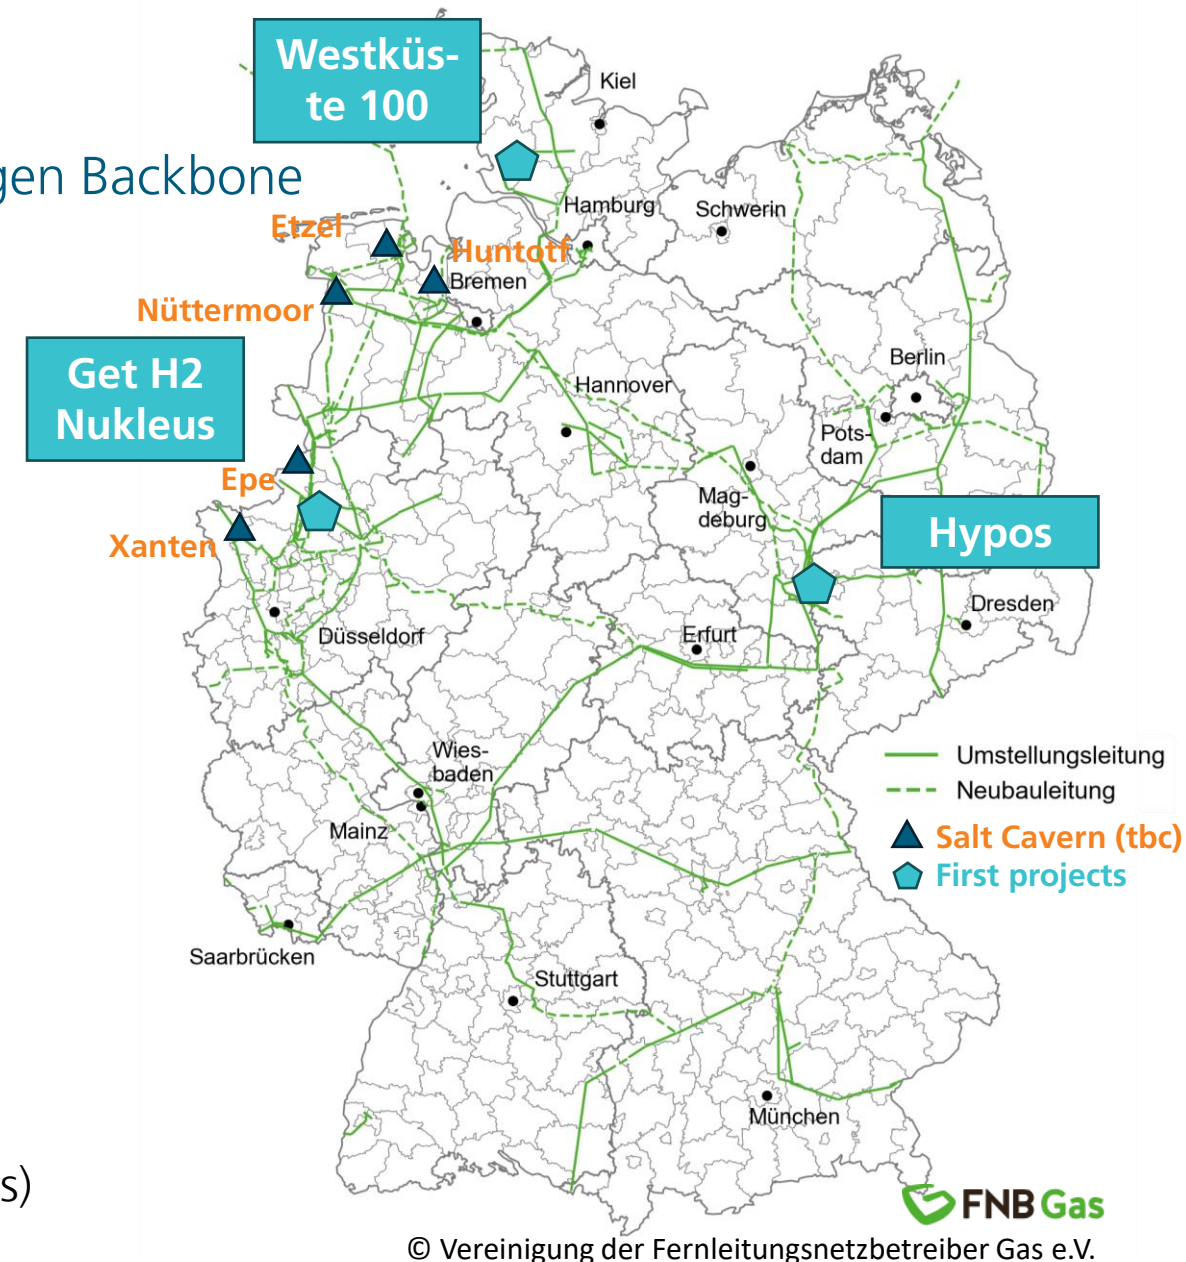 Westküs-
te 100
Kiel
gen Backbone
Etzel
Hamburg
Schwerin
Huntotf
Bremen
Nüttermoor
Get H2
Nukleus
Berlin
Hannover
Pots-
dam
Epe
Mag-
deburg
Xanten
Hypos
Dresden
Düsseldorf
Erfurt
Wies-
baden
Umstellungsleitung
Neubauleitung
Mainz
Salt Cavern (tbc)
First projects
Saarbrücken
Stuttgart
München
s)
FNB Gas
© Vereinigung der Fernleitungsnetzbetreiber Gas e.V.